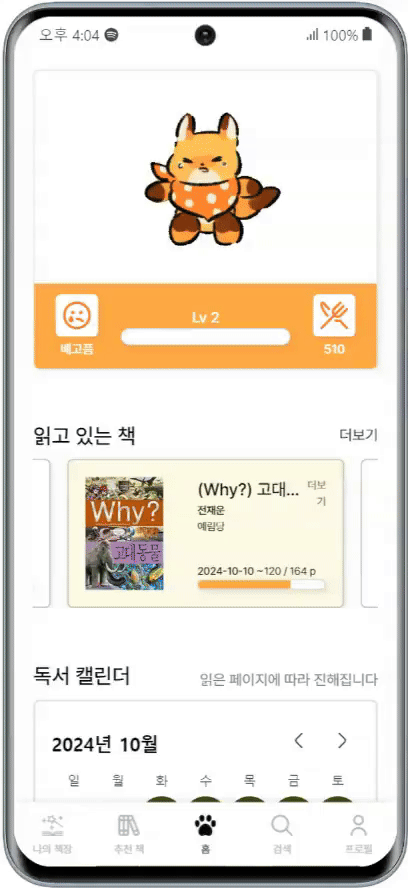 오후 4:04
100%
Lv 2
배고픔
510
읽고 있는 책
더보기
Why?
고대동물
(Why?) 고대...
더보
기
전재운
예림당
2024-10-10 ~120 / 164 p
독서 캘린더
읽은 페이지에 따라 진해집니다
2024년 10월
일 월 화 수 목 금 토
나의 책장
추천 책
홈
검색
프로필